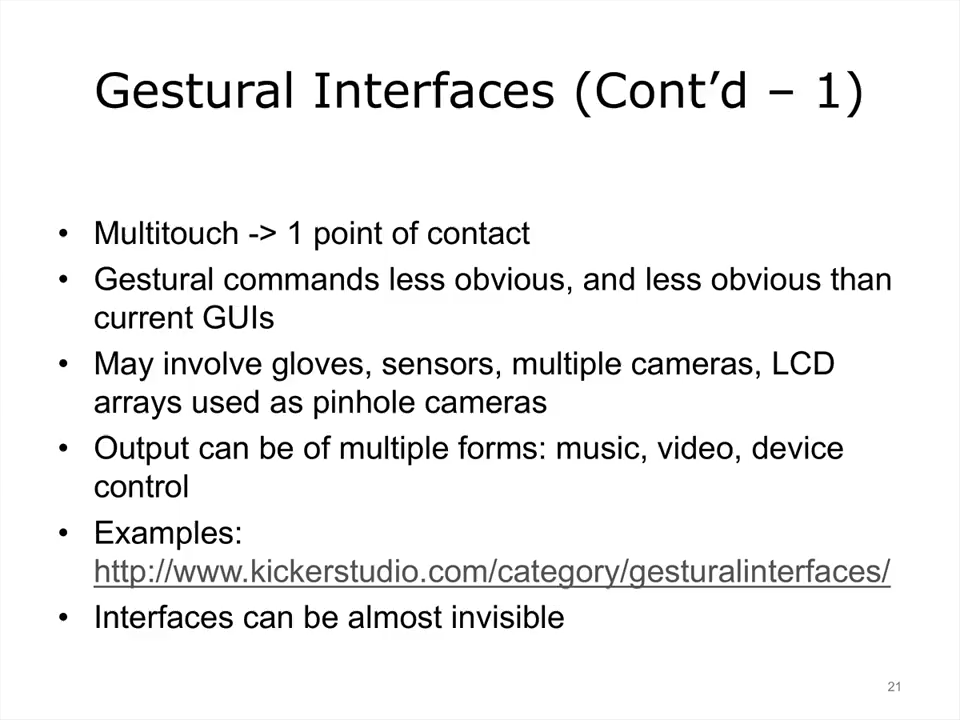 Gestural Interfaces (Cont’d – 1)
• Multitouch -> 1 point of contact
• Gestural commands less obvious, and less obvious than
current GUIs
• May involve gloves, sensors, multiple cameras, LCD
arrays used as pinhole cameras
• Output can be of multiple forms: music, video, device
control
• Examples:
http://www.kickerstudio.com/category/gesturalinterfaces/
• Interfaces can be almost invisible
21